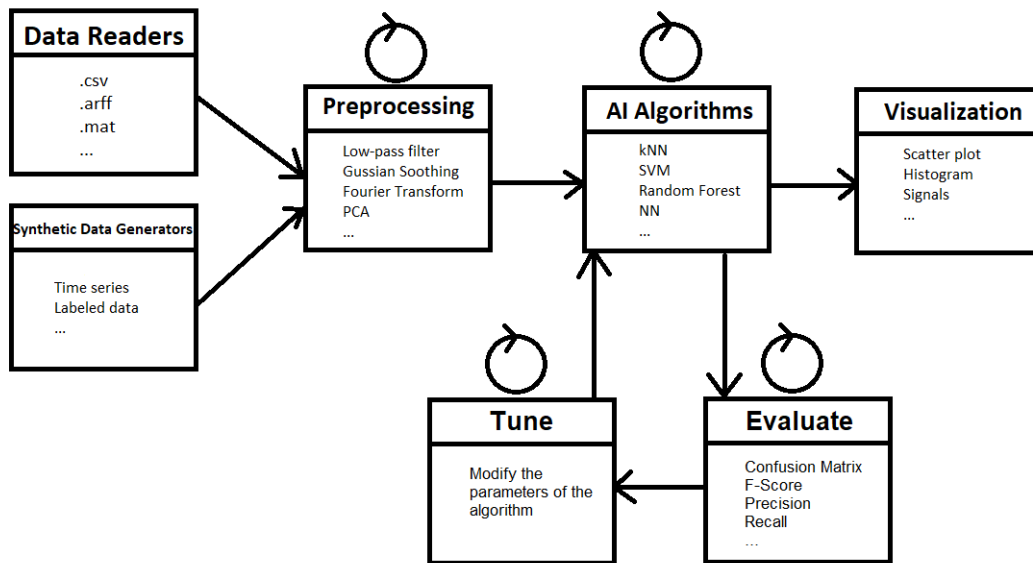 Data Readers
.csv
.arff
.mat
...
Synthetic Data Generators
Time series
Labeled data
...
Preprocessing
Low-pass filter
Gussian Soothing
Fourier Transform
PCA
...
AI Algorithms
kNN
SVM
Random Forest
NN
...
Visualization
Scatter plot
Histogram
Signals
...
Tune
Modify the
parameters of the
algorithm
Evaluate
Confusion Matrix
F-Score
Precision
Recall
...